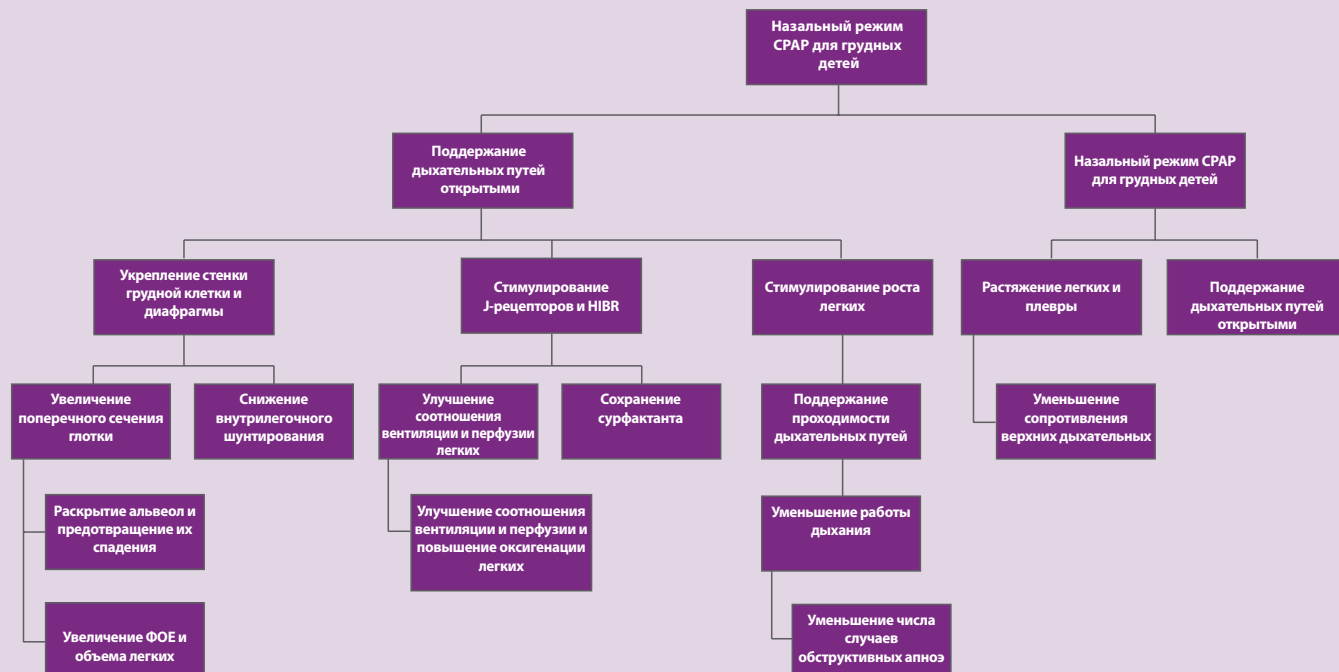 Назальный режим
CPAP для грудных
детей
Поддержание
дыхательных путей
открытыми
Назальный режим CPAP
для грудных детей
Укрепление стенки
грудной клетки и
диафрагмы
Стимулирование
J-рецепторов и HIBR
Стимулирование роста
легких
Растяжение легких и
плевры
Поддержание
дыхательных путей
открытыми
Увеличение
поперечного сечения
глотки
Снижение
внутрилегочного
шунтирования
Улучшение
соотношения
вентиляции и перфузии
легких
Сохранение
сурфактанта
Поддержание
проходимости
дыхательных путей
Уменьшение
сопротивления
верхних дыхательных
Раскрытие альвеол и
предотвращение их
спадения
Улучшение соотношения
вентиляции и перфузии и
повышение оксигенации
легких
Уменьшение работы
дыхания
Увеличение ФОЕ и
объема легких
Уменьшение числа
случаев
обструктивных апноэ